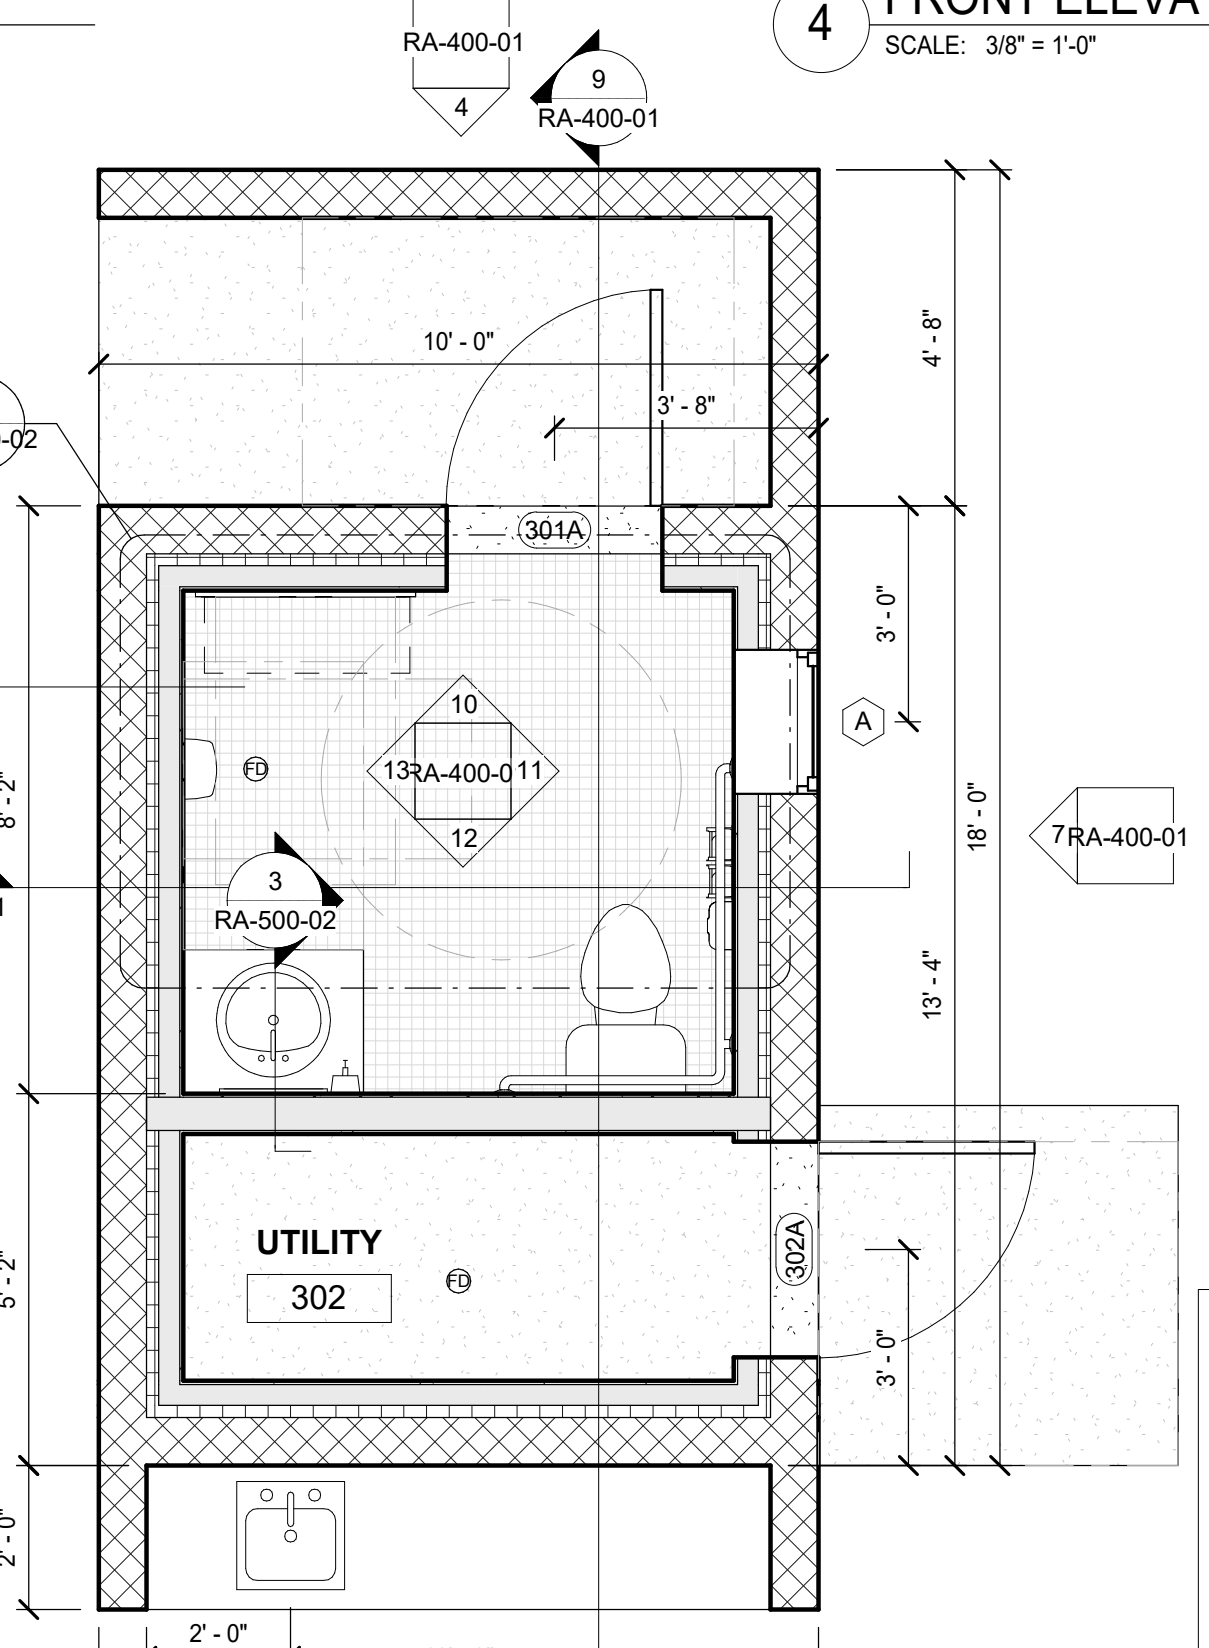 RA-400-01
4
9
RA-400-01
4
FRONT ELEVA
SCALE: 3/8" = 1'-0"
10' - 0"
3' - 8"
4' - 8"
-02
301A
3' - 0"
A
10
13
RA-400-0
11
12
FD
8' - 2"
18' - 0"
7
RA-400-01
3
RA-500-02
13' - 4"
UTILITY
302
FD
302A
5' - 2"
3' - 0"
2' - 0"
2' - 0"